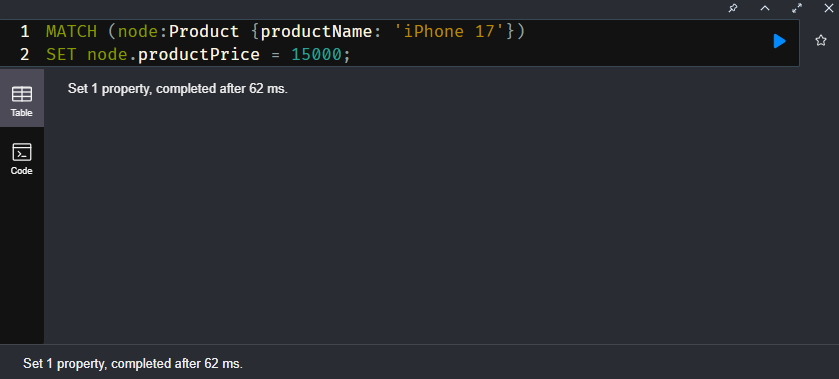 1 MATCH (node:Product {productName: 'iPhone 17'})
2 SET node.productPrice = 15000;
Set 1 property, completed after 62 ms.
Table
Code
Set 1 property, completed after 62 ms.